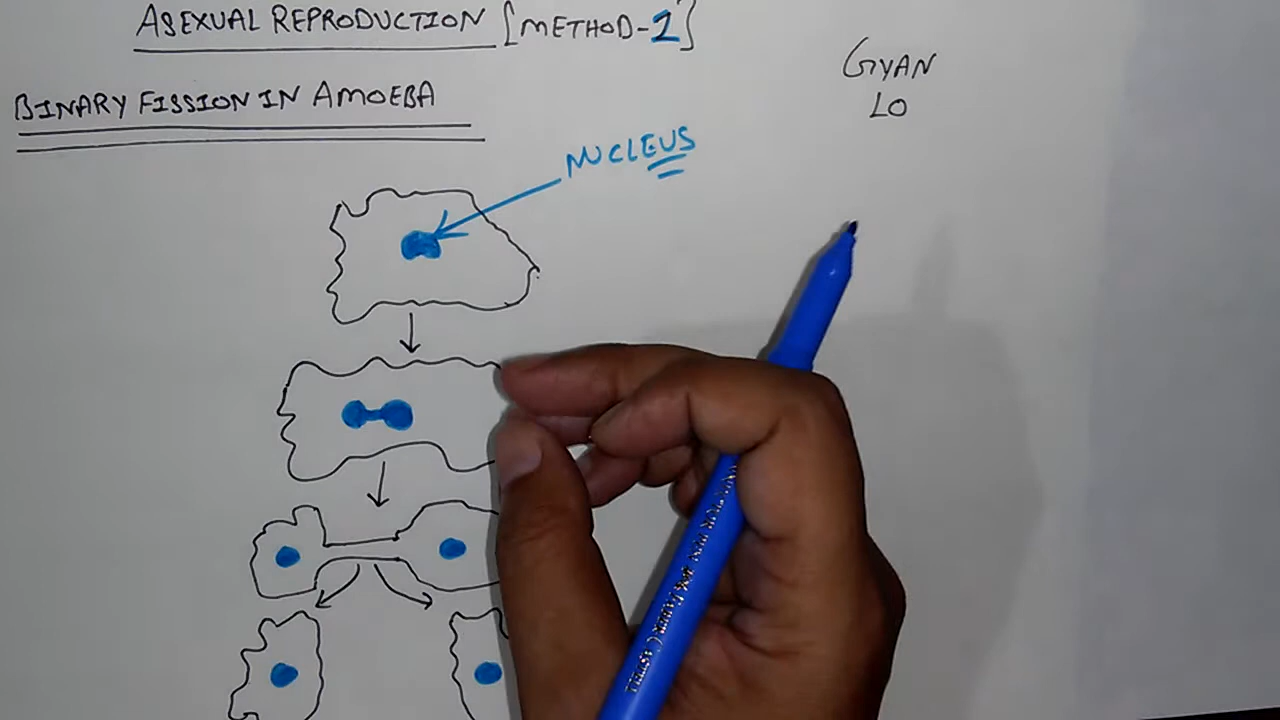 ASEXUAL REPRODUCTION [METHOD-1]
GYAN
LO
BINARY FISSION IN AMOEBA
NUCLEUS